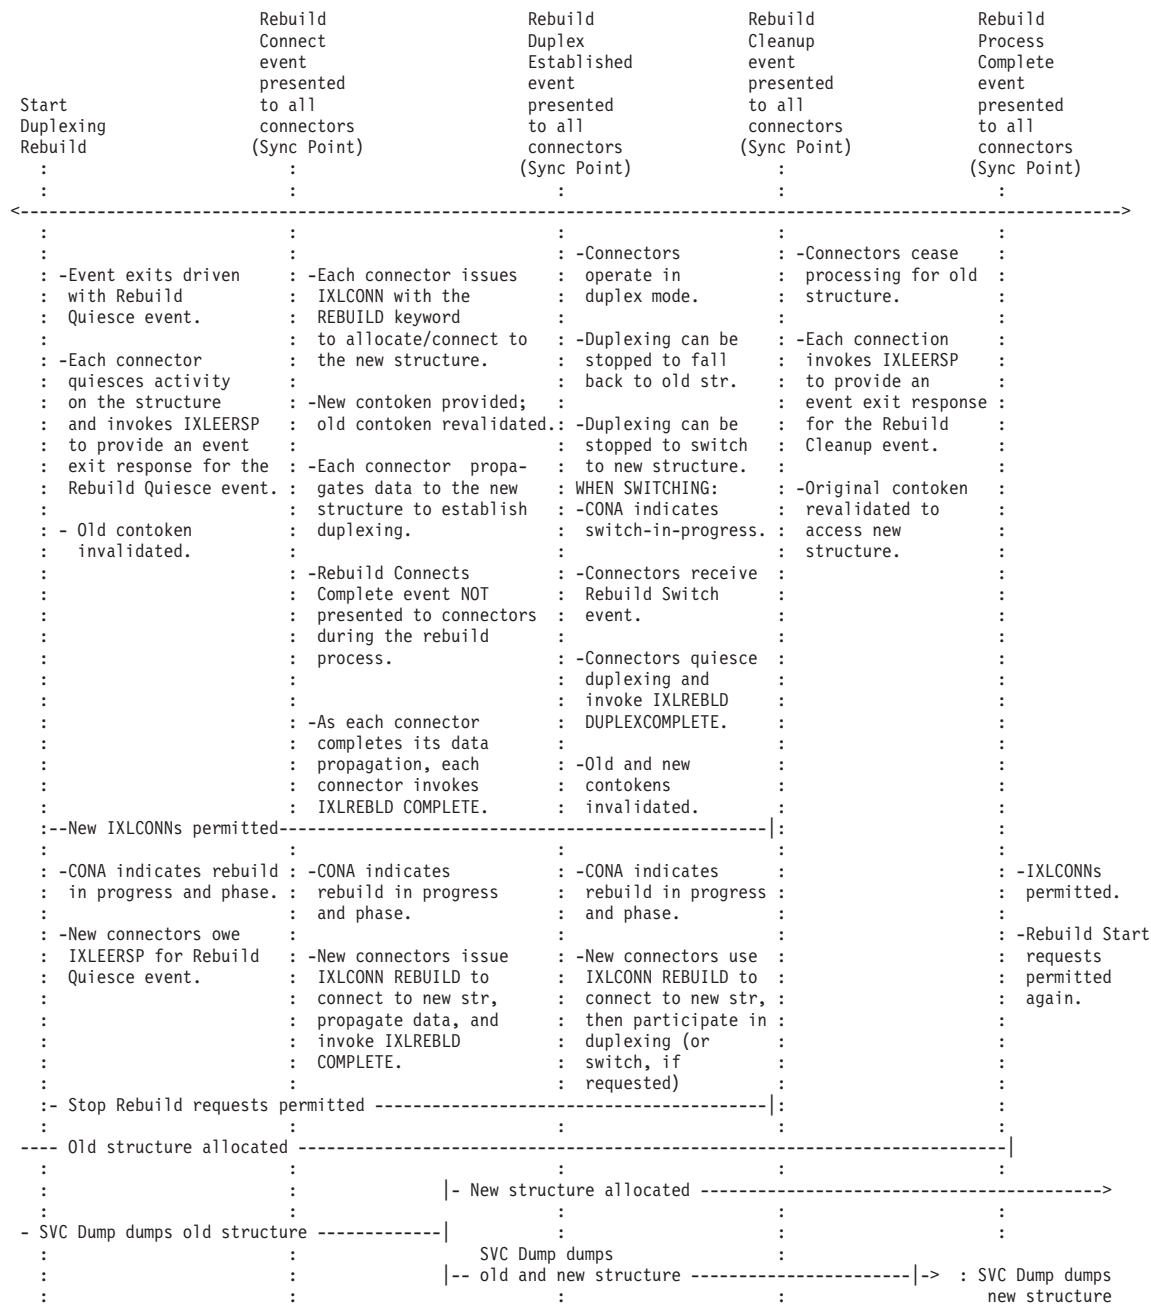 Rebuild                     Rebuild                Rebuild                 Rebuild
                         Connect                     Duplex                 Cleanup                 Process
                         event                       Established            event                   Complete
                         presented                   event                  presented               event
Start                    to all                      presented              to all                  presented
Duplexing                connectors                  to all                 connectors              to all
Rebuild                 (Sync Point)                 connectors            (Sync Point)             connectors
  :                         :                       (Sync Point)               :                   (Sync Point)
  :                         :                           :                      :                      :
<------------------------------------------------------------------------------------------------------------------->
  :                         :                           :                      :                      :
  :                         :                           : -Connectors          : -Connectors cease    :
  : -Event exits driven     : -Each connector issues    :  operate in          :  processing for old  :
  :  with Rebuild           :  IXLCONN with the         :  duplex mode.        :  structure.          :
  :  Quiesce event.         :  REBUILD keyword          :                      :                      :
  :                         :  to allocate/connect to   : -Duplexing can be    : -Each connection     :
  : -Each connector         :  the new structure.       :  stopped to fall     :  invokes IXLEERSP    :
  :  quiesces activity      :                           :  back to old str.    :  to provide an       :
  :  on the structure       : -New contoken provided;   :                      :  event exit response :
  :  and invokes IXLEERSP   :  old contoken revalidated.: -Duplexing can be    :  for the Rebuild     :
  :  to provide an event    :                           :  stopped to switch   :  Cleanup event.      :
  :  exit response for the  : -Each connector  propa-   :  to new structure.   :                      :
  :  Rebuild Quiesce event. :  gates data to the new    : WHEN SWITCHING:      : -Original contoken   :
  :                         :  structure to establish   : -CONA indicates      :  revalidated to      :
  : - Old contoken          :  duplexing.               :  switch-in-progress. :  access new          :
  :   invalidated.          :                           :                      :  structure.          :
  :                         : -Rebuild Connects         : -Connectors receive  :                      :
  :                         :  Complete event NOT       :  Rebuild Switch      :                      :
  :                         :  presented to connectors  :  event.              :                      :
  :                         :  during the rebuild       :                      :                      :
  :                         :  process.                 : -Connectors quiesce  :                      :
  :                         :                           :  duplexing and       :                      :
  :                         :                           :  invoke IXLREBLD     :                      :
  :                         : -As each connector        :  DUPLEXCOMPLETE.     :                      :
  :                         :  completes its data       :                      :                      :
  :                         :  propagation, each        : -Old and new         :                      :
  :                         :  connector invokes        :  contokens           :                      :
  :                         :  IXLREBLD COMPLETE.       :  invalidated.        :                      :
  :--New IXLCONNs permitted---------------------------------------------------|:                      :
  :                         :                           :                      :                      :
  : -CONA indicates rebuild : -CONA indicates           : -CONA indicates      :                      : -IXLCONNs
  :  in progress and phase. :  rebuild in progress      :  rebuild in progress :                      :  permitted.
  :                         :  and phase.               :  and phase.          :                      :
  : -New connectors owe     :                           :                      :                      : -Rebuild Start
  :  IXLEERSP for Rebuild   : -New connectors issue     : -New connectors use  :                      :  requests
  :  Quiesce event.         :  IXLCONN REBUILD to       :  IXLCONN REBUILD to  :                      :  permitted
  :                         :  connect to new str,      :  connect to new str, :                      :  again.
  :                         :  propagate data, and      :  then participate in :                      :
  :                         :  invoke IXLREBLD          :  duplexing (or       :                      :
  :                         :  COMPLETE.                :  switch, if          :                      :
  :                         :                           :  requested)          :                      :
  :- Stop Rebuild requests permitted -----------------------------------------|:                      :
  :                         :                           :                      :                      :
---- Old structure allocated --------------------------------------------------------------------------|
  :                         :                           :                      :                      :
  :                         :               |- New structure allocated ------------------------------------------>
  :                         :                           :                      :                      :
- SVC Dump dumps old structure -------------|           :                      :                      :
  :                         :                   SVC Dump dumps                 :
  :                         :               |-- old and new structure -----------------------|->  : SVC Dump dumps
  :                         :                           :                      :                     new structure